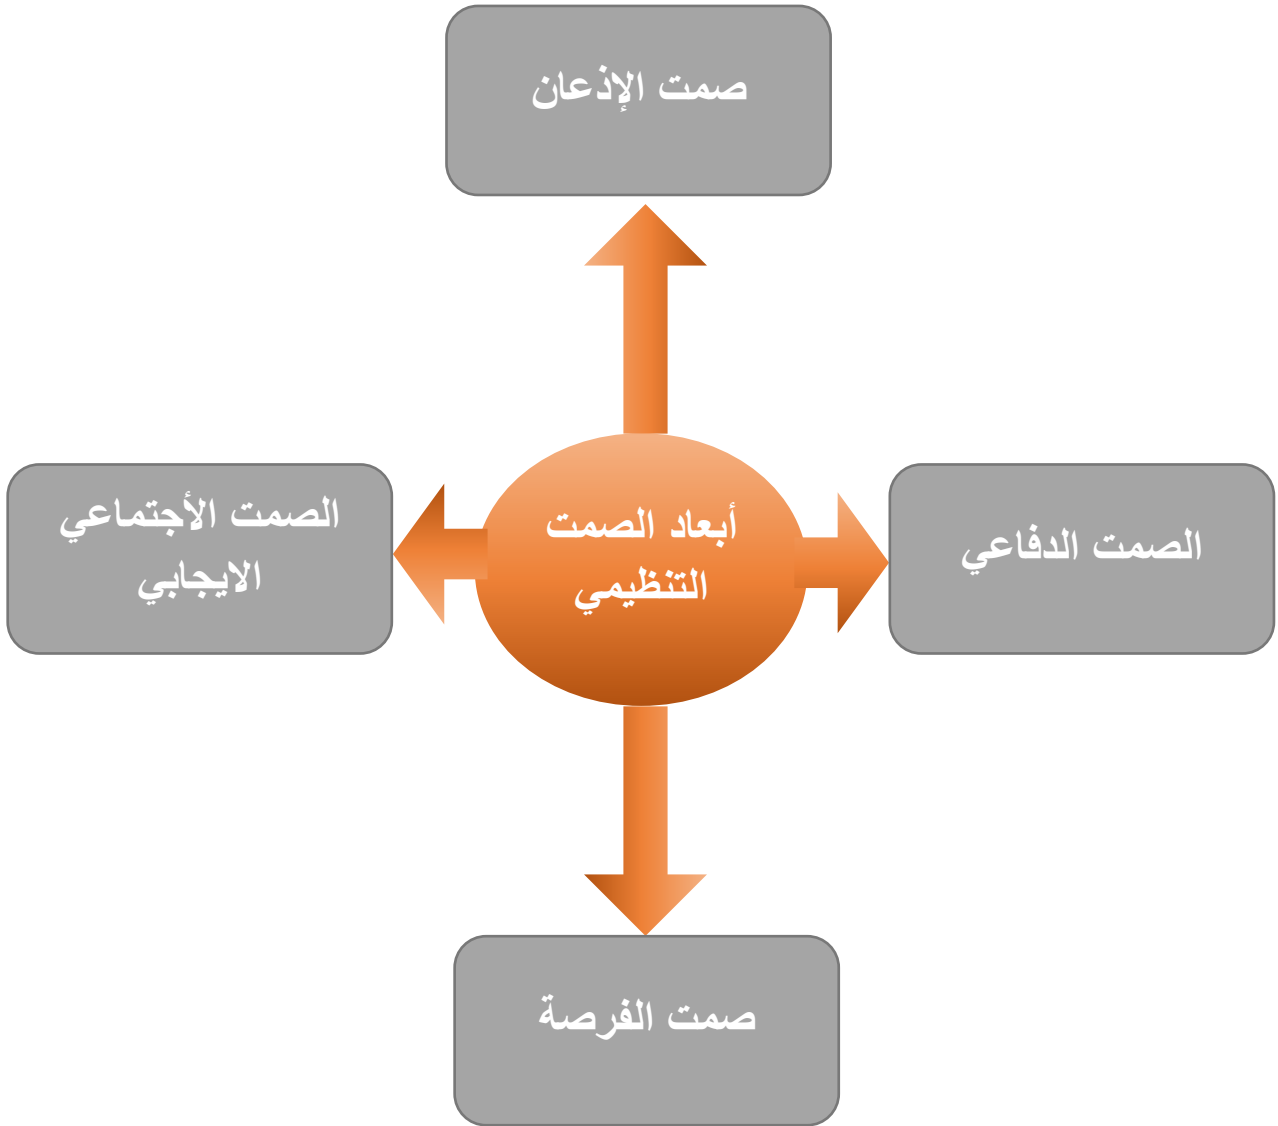 صمت الإذعان
الصمت الدفاعي
أبعاد الصمت
التنظيمي
الصمت الأجتماعي
الايجابي
صمت الفرصة